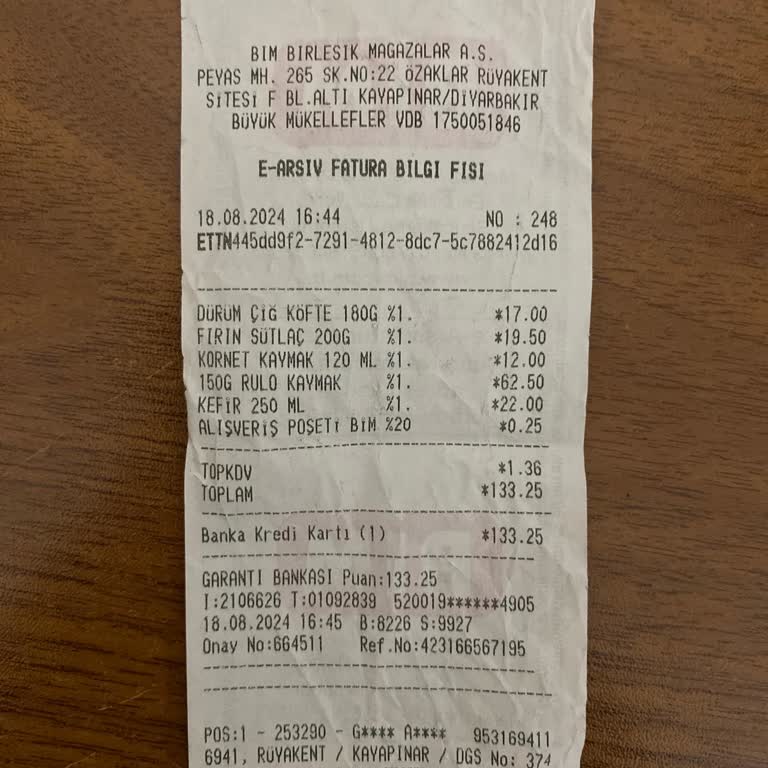 BIM BIRLESIK MAGAZALAR A.S.
PEYAS MH. 265 SK.NO:22 ÖZAKLAR RÜYAKENT
SİTESİ F BL.ALTI KAYAPINAR/DİYARBAKIR
BÜYÜK MÜKELLEFLER VDB 1750051846
E-ARSIV FATURA BILGI FISI
18.08.2024 16:44 NO : 248
ETTN445dd9f2-7291-4812-8dc7-5c7882412d16
DÜRÜM ÇİĞ KÖFTE 180G %1. *17.00
FIRIN SÜTLAÇ 200G %1. *19.50
KORNET KAYMAK 120 ML %1. *12.00
150G RULO KAYMAK %1. *62.50
KEFİR 250 ML %1. *22.00
ALIŞVERİŞ POŞETİ BİM %20 *0.25
TOPKDV *1.36
TOPLAM *133.25
Banka Kredi Kartı (1) *133.25
GARANTI BANKASI Puan:133.25
I:2106626 T:01092839 520019******4905
18.08.2024 16:45 B:8226 S:9927
Onay No:664511 Ref.No:423166567195
POS:1 - 253290 - G**** A**** 953169411
6941, RÜYAKENT / KAYAPINAR / DGS No: 374